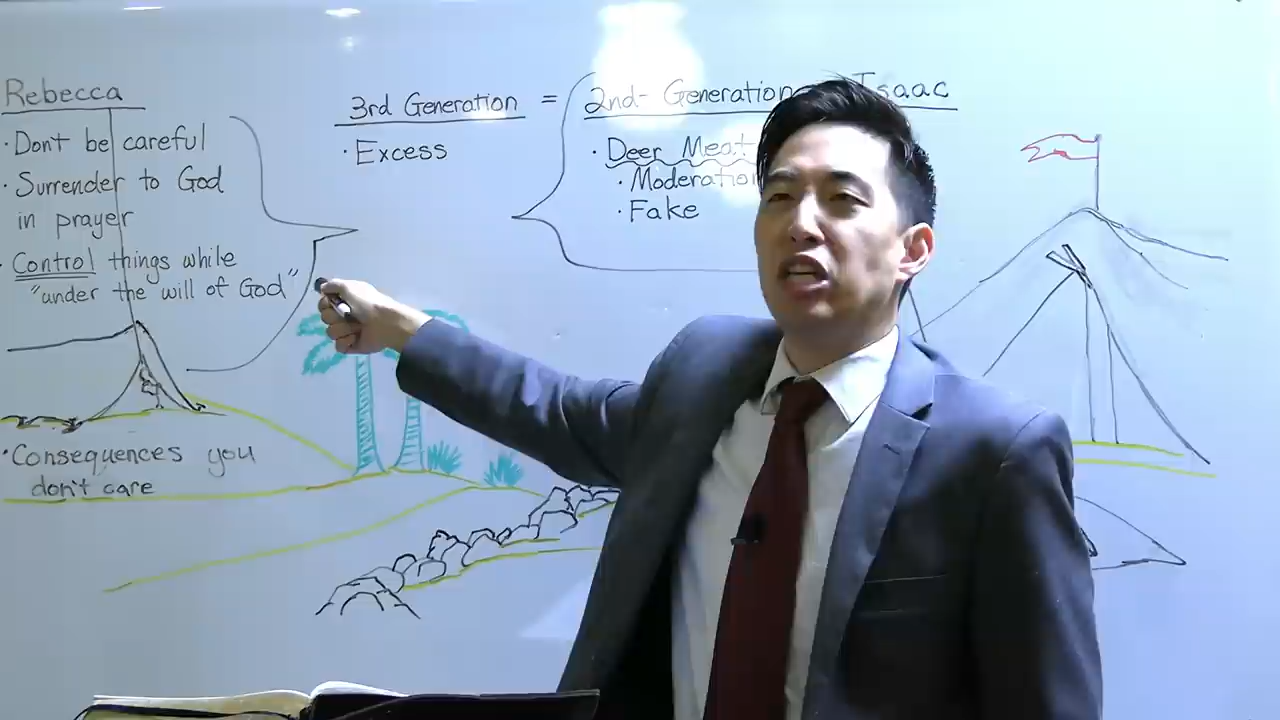 Rebecca
· Don't be careful
· Surrender to God
in prayer
· Control things while
"under the will of God"
· Consequences you
don't care
3rd Generation =
· Excess
2nd- Generation Isaac
· Deer Meat
· Moderation
· Fake